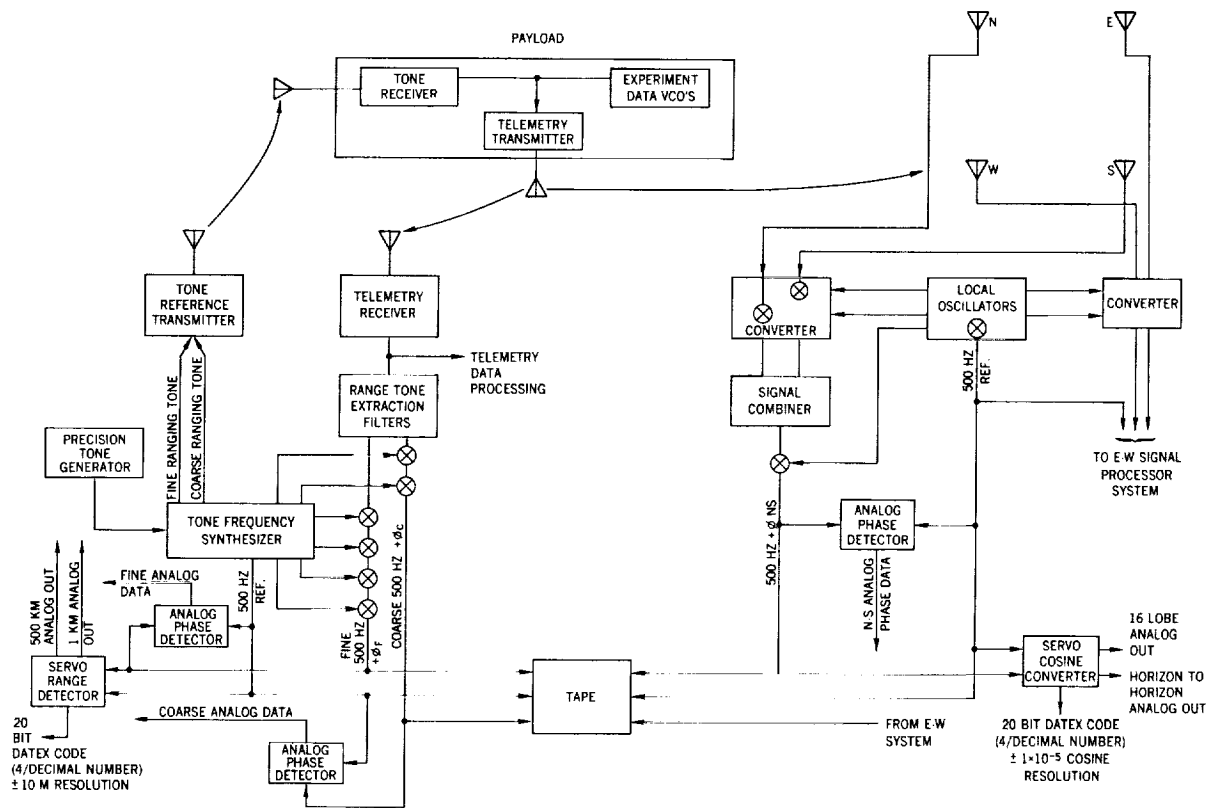 PAYLOAD
N
E
TONE
RECEIVER
EXPERIMENT
DATA VCO'S
TELEMETRY
TRANSMITTER
W
S
TONE
REFERENCE
TRANSMITTER
TELEMETRY
RECEIVER
CONVERTER
LOCAL
OSCILLATORS
CONVERTER
TELEMETRY
DATA
PROCESSING
500 HZ
REF.
RANGE TONE
EXTRACTION
FILTERS
SIGNAL
COMBINER
FINE RANGING TONE
COARSE RANGING TONE
PRECISION
TONE
GENERATOR
TO E-W SIGNAL
PROCESSOR
SYSTEM
TONE FREQUENCY
SYNTHESIZER
ANALOG
PHASE
DETECTOR
500 HZ + Ø NS
500 KM
ANALOG OUT
1 KM ANALOG
OUT
FINE ANALOG
DATA
500 HZ
REF.
COARSE 500 HZ + ØC
N-S ANALOG
PHASE DATA
ANALOG
PHASE
DETECTOR
FINE
500 HZ
+ØF
16 LOBE
ANALOG
OUT
SERVO
RANGE
DETECTOR
TAPE
SERVO
COSINE
CONVERTER
HORIZON TO
HORIZON
ANALOG OUT
COARSE ANALOG DATA
FROM E-W
SYSTEM
20
BIT
DATEX CODE
(4/DECIMAL NUMBER)
±10 M RESOLUTION
ANALOG
PHASE
DETECTOR
20 BIT DATEX CODE
(4/DECIMAL NUMBER)
± 1×10⁻⁵ COSINE
RESOLUTION